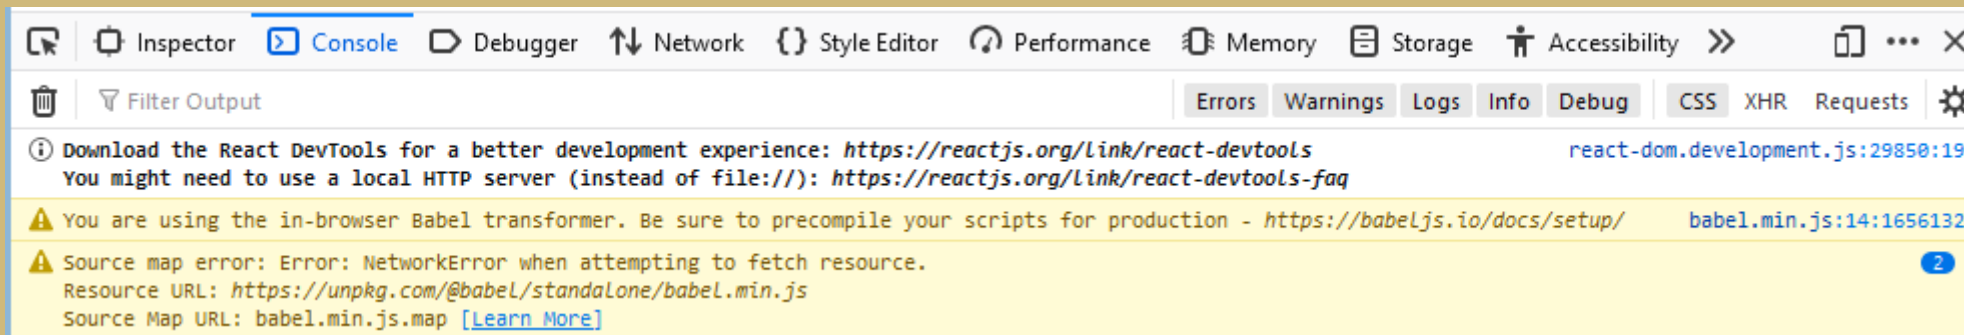 Inspector Console Debugger Network {} Style Editor Performance Memory Storage Accessibility
Filter Output Errors Warnings Logs Info Debug CSS XHR Requests
Download the React DevTools for a better development experience: https://reactjs.org/link/react-devtools react-dom.development.js:29850:19
You might need to use a local HTTP server (instead of file://): https://reactjs.org/link/react-devtools-faq
You are using the in-browser Babel transformer. Be sure to precompile your scripts for production - https://babeljs.io/docs/setup/ babel.min.js:14:1656132
Source map error: Error: NetworkError when attempting to fetch resource. 2
Resource URL: https://unpkg.com/@babel/standalone/babel.min.js
Source Map URL: babel.min.js.map [Learn More]